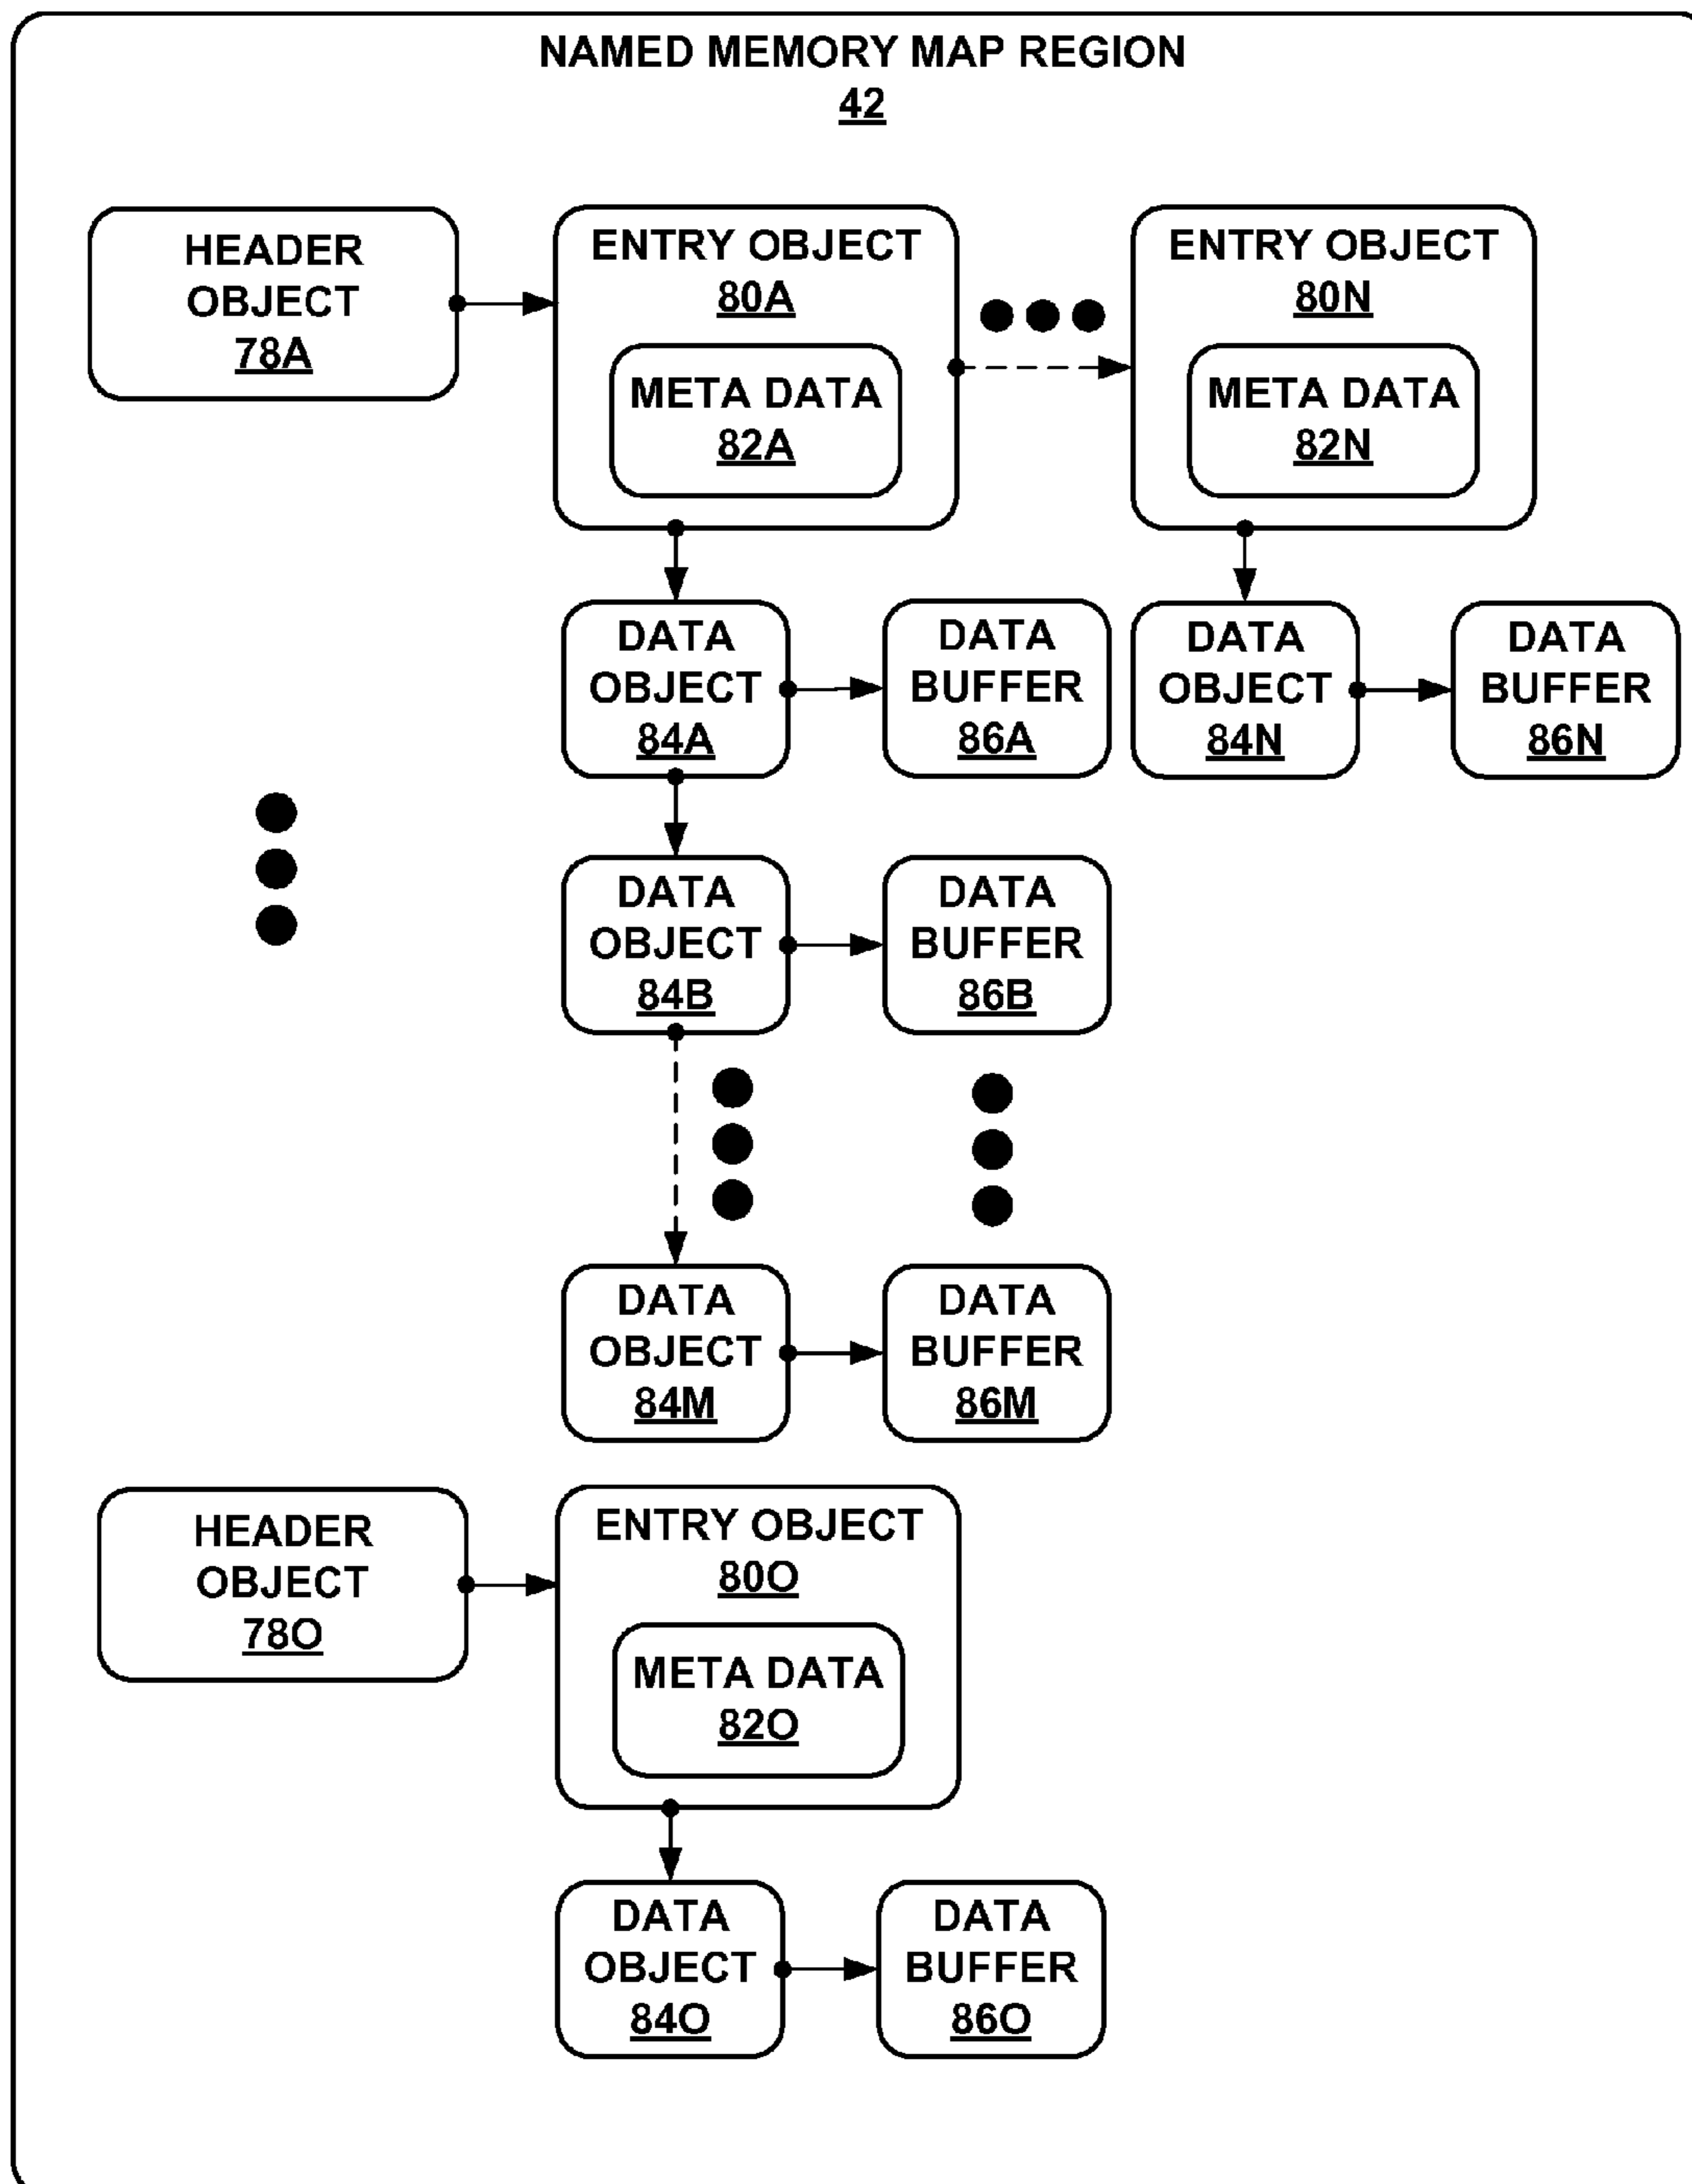 NAMED MEMORY MAP REGION
42
HEADER
OBJECT
78A
ENTRY OBJECT
80A
META DATA
82A
ENTRY OBJECT
80N
META DATA
82N
DATA
OBJECT
84A
DATA
BUFFER
86A
DATA
OBJECT
84N
DATA
BUFFER
86N
DATA
OBJECT
84B
DATA
BUFFER
86B
DATA
OBJECT
84M
DATA
BUFFER
86M
HEADER
OBJECT
78O
ENTRY OBJECT
80O
META DATA
82O
DATA
OBJECT
84O
DATA
BUFFER
86O